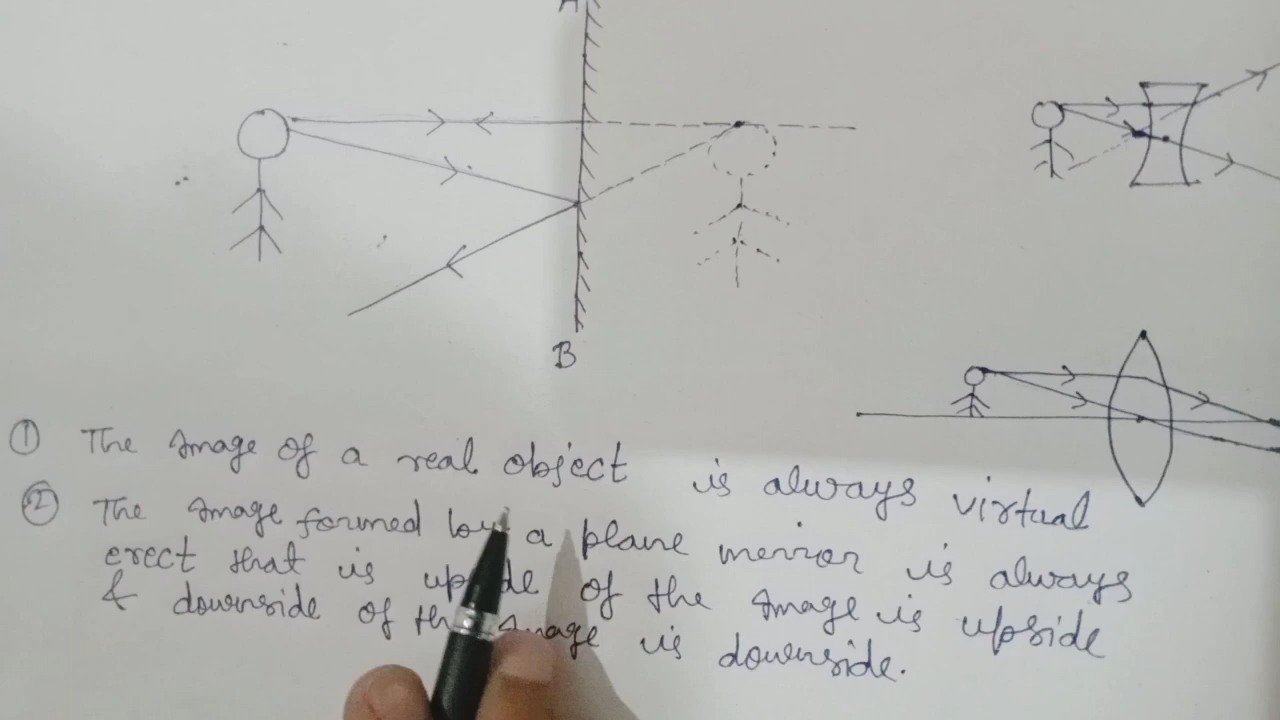 A
B
① The Image of a real object is always virtual
② The Image formed by a plane mirror is always
erect that is upside of the Image is upside
& downside of the Image is downside.